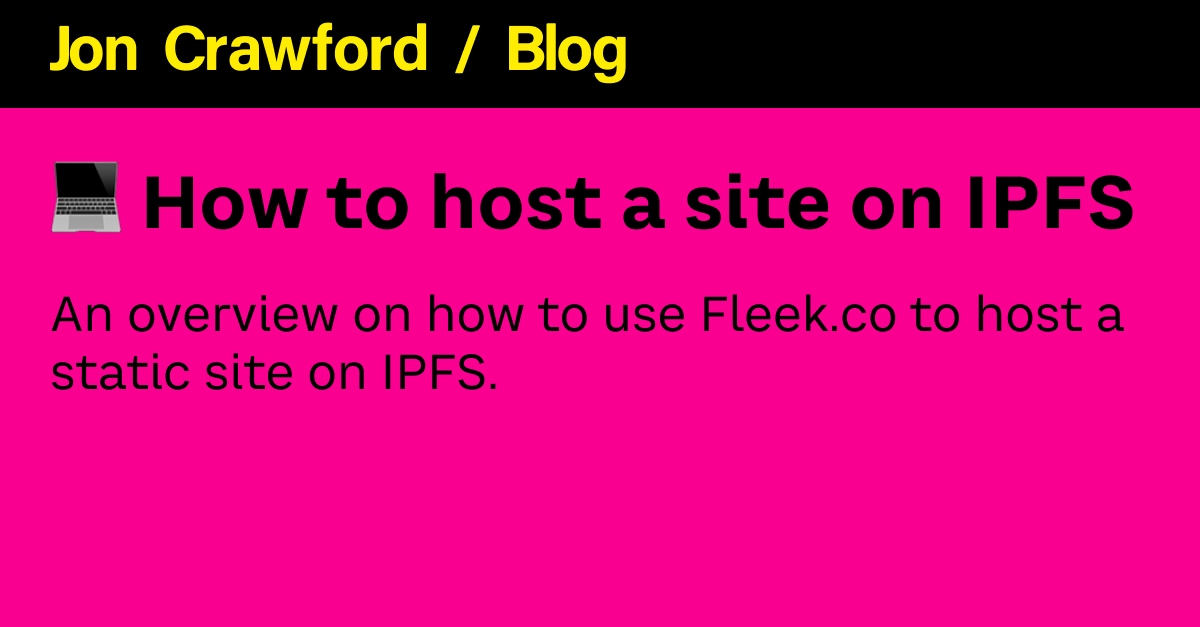 Jon Crawford / Blog
How to host a site on IPFS
An overview on how to use Fleek.co to host a
static site on IPFS.